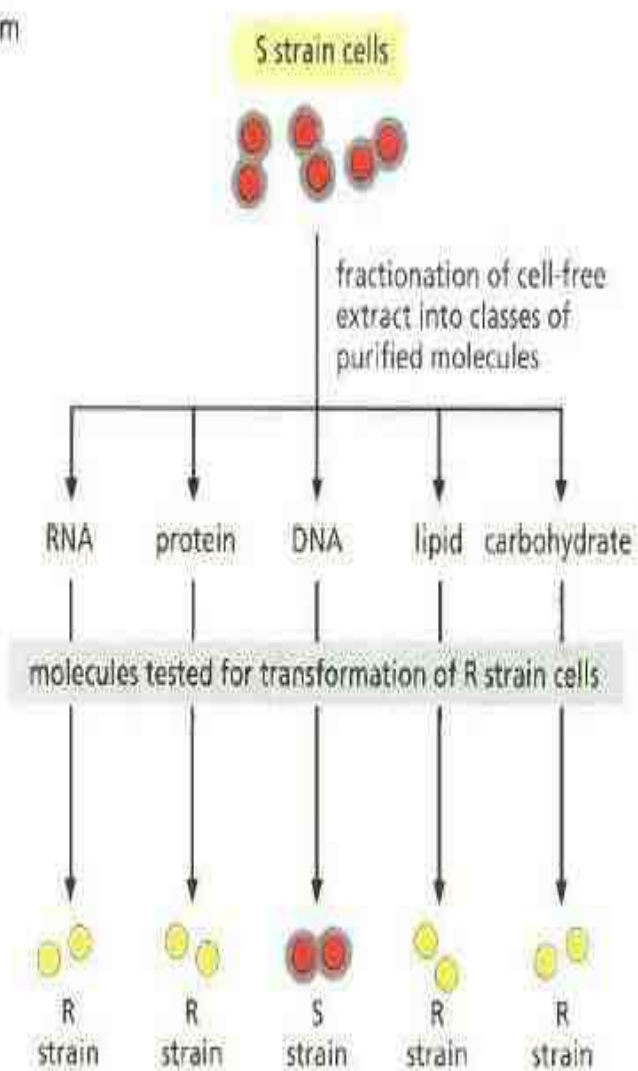 m
S strain cells
fractionation of cell-free
extract into classes of
purified molecules
RNA protein DNA lipid carbohydrate
molecules tested for transformation of R strain cells
R R S R R
strain strain strain strain strain